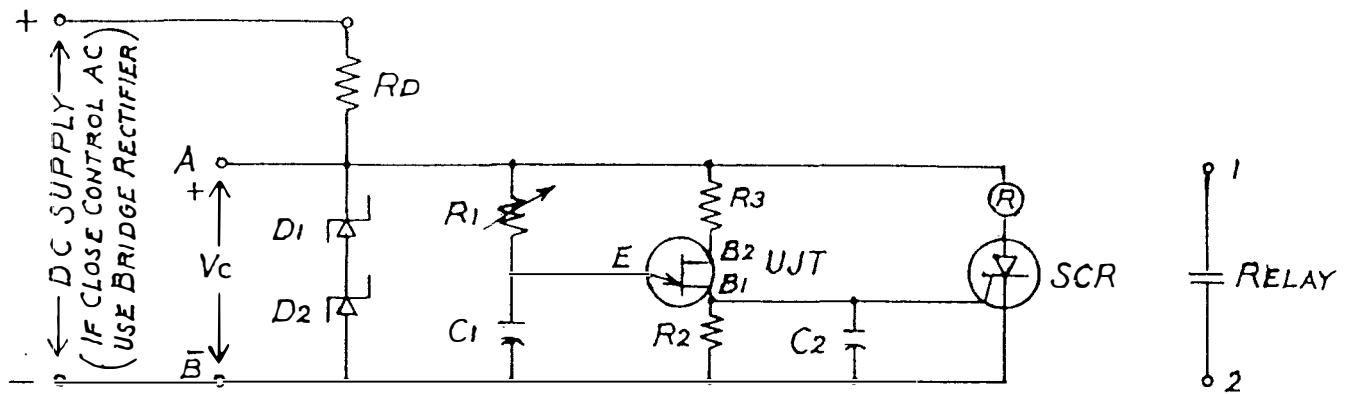 +
DC SUPPLY
(IF CLOSE CONTROL AC
USE BRIDGE RECTIFIER)
−
RD
A
+
VC
B̄
D1
D2
R1
C1
E
R3
B2
B1
UJT
R2
C2
R
SCR
1
RELAY
2